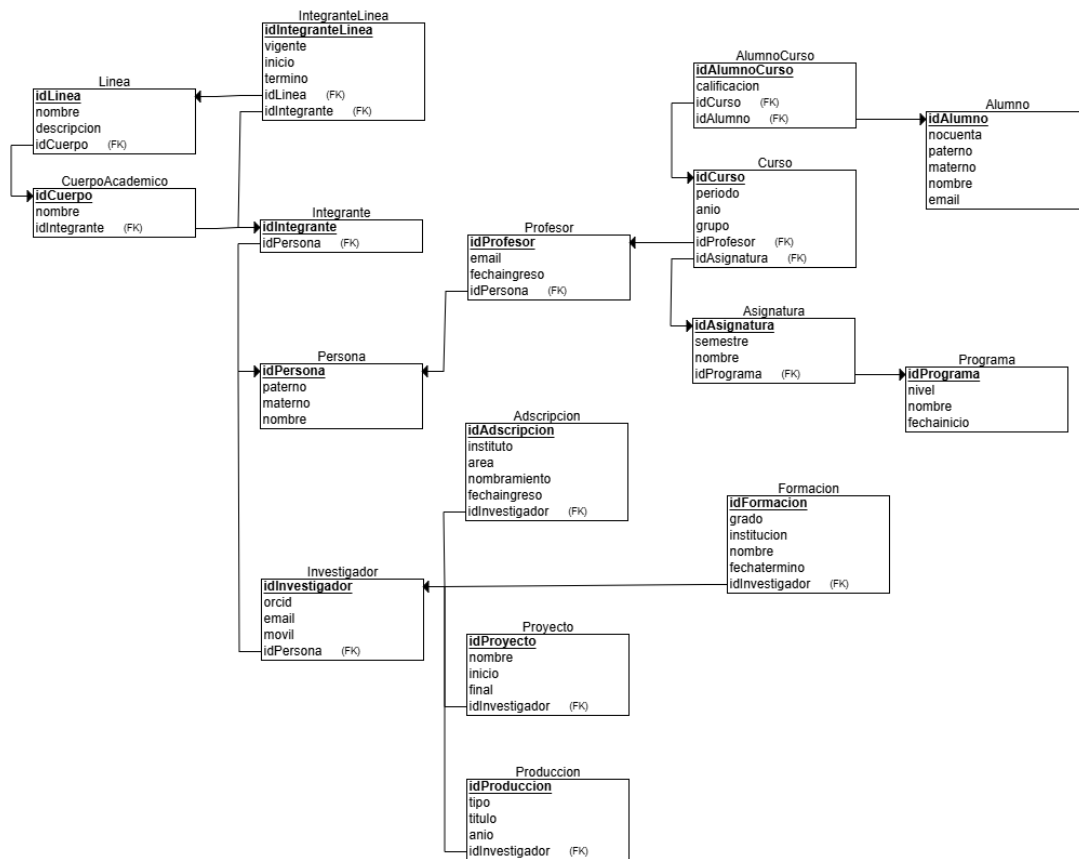 IntegranteLinea
idIntegranteLinea
vigente
inicio
termino
idLinea (FK)
idIntegrante (FK)
Linea
idLinea
nombre
descripcion
idCuerpo (FK)
CuerpoAcademico
idCuerpo
nombre
idIntegrante (FK)
Integrante
idIntegrante
idPersona (FK)
Profesor
idProfesor
email
fechaingreso
idPersona (FK)
AlumnoCurso
idAlumnoCurso
calificacion
idCurso (FK)
idAlumno (FK)
Alumno
idAlumno
nocuenta
paterno
materno
nombre
email
Curso
idCurso
periodo
anio
grupo
idProfesor (FK)
idAsignatura (FK)
Asignatura
idAsignatura
semestre
nombre
idPrograma (FK)
Programa
idPrograma
nivel
nombre
fechainicio
Persona
idPersona
paterno
materno
nombre
Adscripcion
idAdscripcion
instituto
area
nombramiento
fechaingreso
idInvestigador (FK)
Formacion
idFormacion
grado
institucion
nombre
fechatermino
idInvestigador (FK)
Investigador
idInvestigador
orcid
email
movil
idPersona (FK)
Proyecto
idProyecto
nombre
inicio
final
idInvestigador (FK)
Produccion
idProduccion
tipo
titulo
anio
idInvestigador (FK)